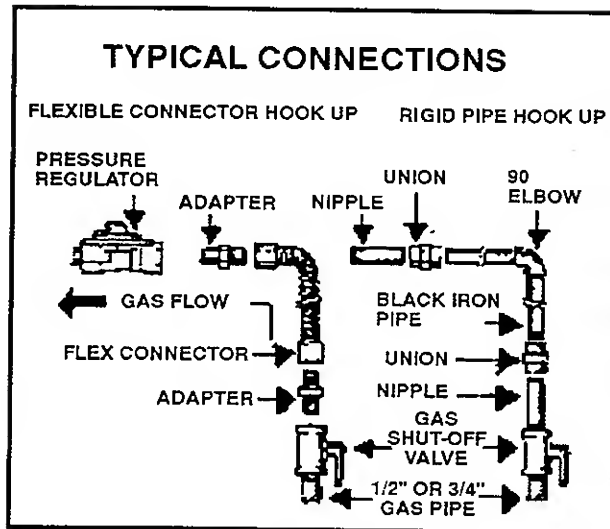 TYPICAL CONNECTIONS
FLEXIBLE CONNECTOR HOOK UP
RIGID PIPE HOOK UP
PRESSURE
REGULATOR
ADAPTER
NIPPLE
UNION
90
ELBOW
GAS FLOW
BLACK IRON
PIPE
FLEX CONNECTOR
UNION
ADAPTER
NIPPLE
GAS
SHUT-OFF
VALVE
1/2" OR 3/4"
GAS PIPE